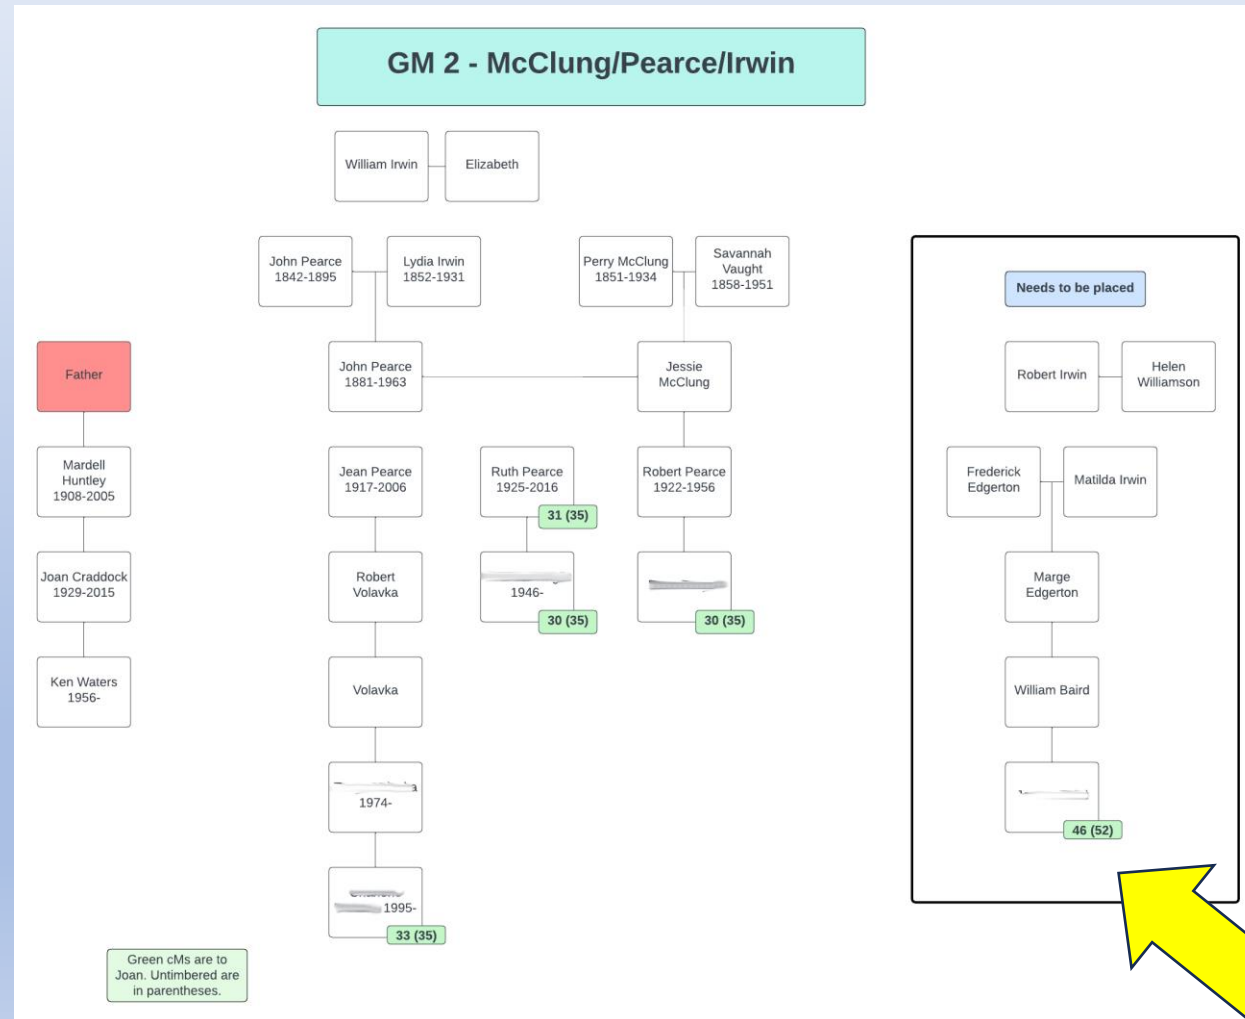 GM 2 - McClung/Pearce/Irwin
William Irwin
Elizabeth
John Pearce
1842-1895
Lydia Irwin
1852-1931
Perry McClung
1851-1934
Savannah
Vaught
1858-1951
Needs to be placed
Father
John Pearce
1881-1963
Jessie
McClung
Robert Irwin
Helen
Williamson
Mardell
Huntley
1908-2005
Jean Pearce
1917-2006
Ruth Pearce
1925-2016
31 (35)
Robert Pearce
1922-1956
Frederick
Edgerton
Matilda Irwin
Joan Craddock
1929-2015
Robert
Volavka
1946-
30 (35)
30 (35)
Marge
Edgerton
Ken Waters
1956-
Volavka
William Baird
1974-
46 (52)
1995-
33 (35)
Green cMs are to
Joan. Untimbered are
in parentheses.